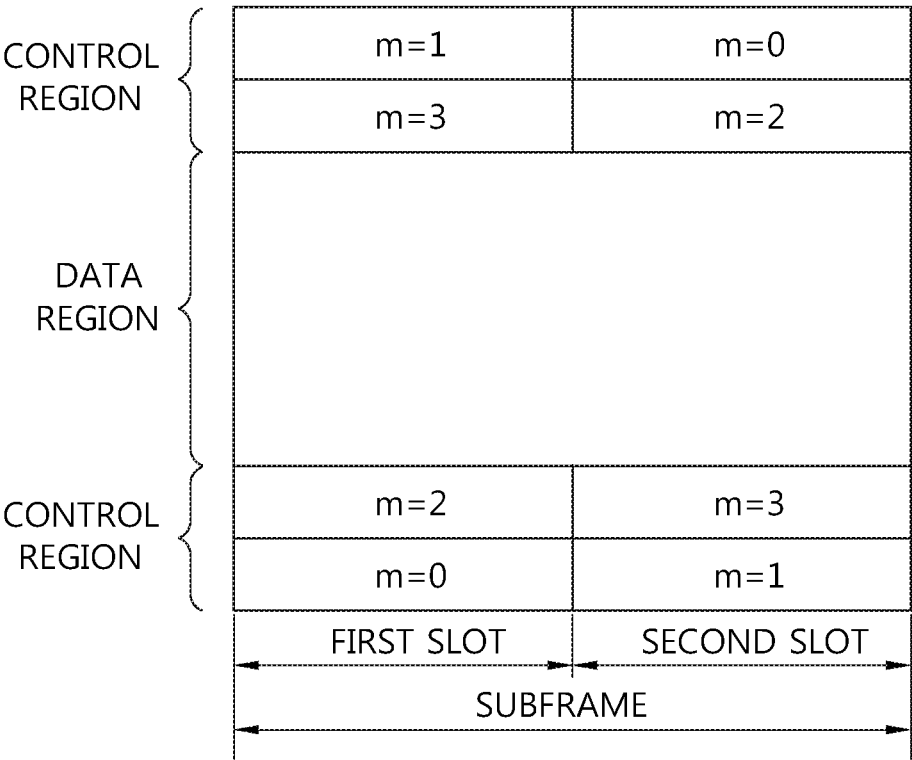 CONTROL
REGION
m=1
m=0
m=3
m=2
DATA
REGION
CONTROL
REGION
m=2
m=3
m=0
m=1
FIRST SLOT
SECOND SLOT
SUBFRAME